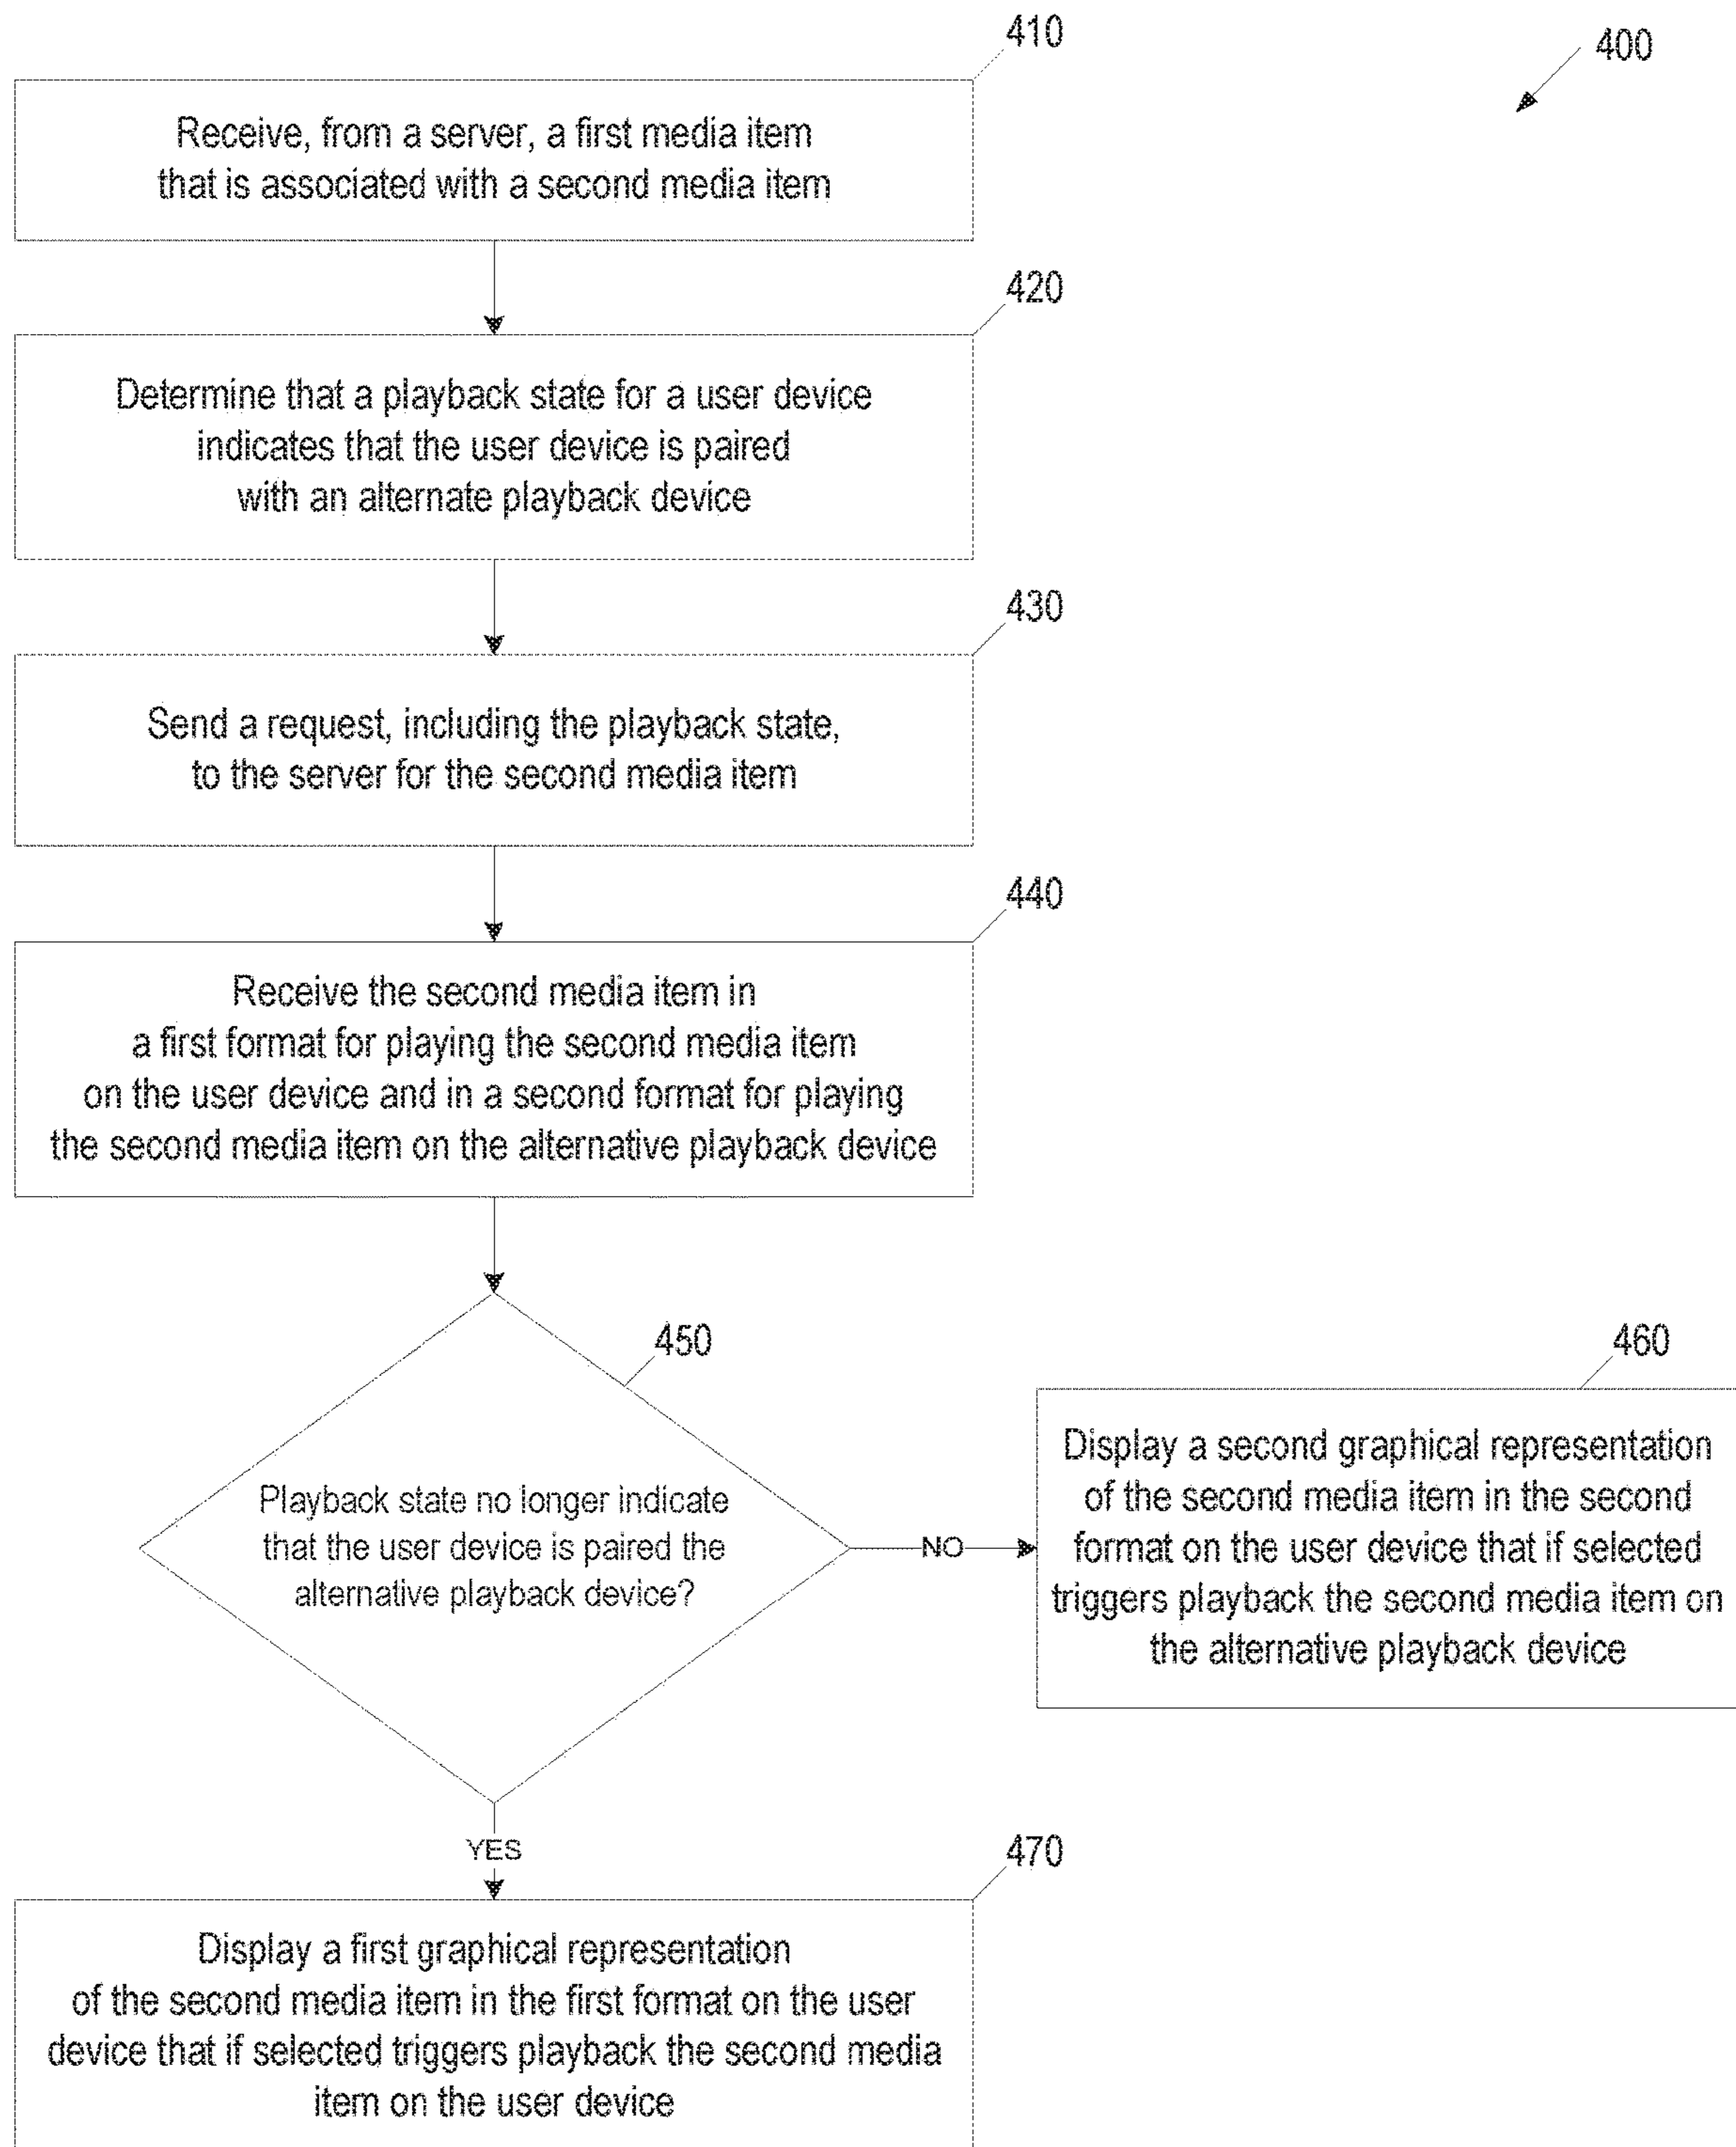 410
400
Receive, from a server, a first media item
that is associated with a second media item
420
Determine that a playback state for a user device
indicates that the user device is paired
with an alternate playback device
430
Send a request, including the playback state,
to the server for the second media item
440
Receive the second media item in
a first format for playing the second media item
on the user device and in a second format for playing
the second media item on the alternative playback device
450
Playback state no longer indicate
that the user device is paired the
alternative playback device?
NO
460
Display a second graphical representation
of the second media item in the second
format on the user device that if selected
triggers playback the second media item on
the alternative playback device
YES
470
Display a first graphical representation
of the second media item in the first format on the user
device that if selected triggers playback the second media
item on the user device